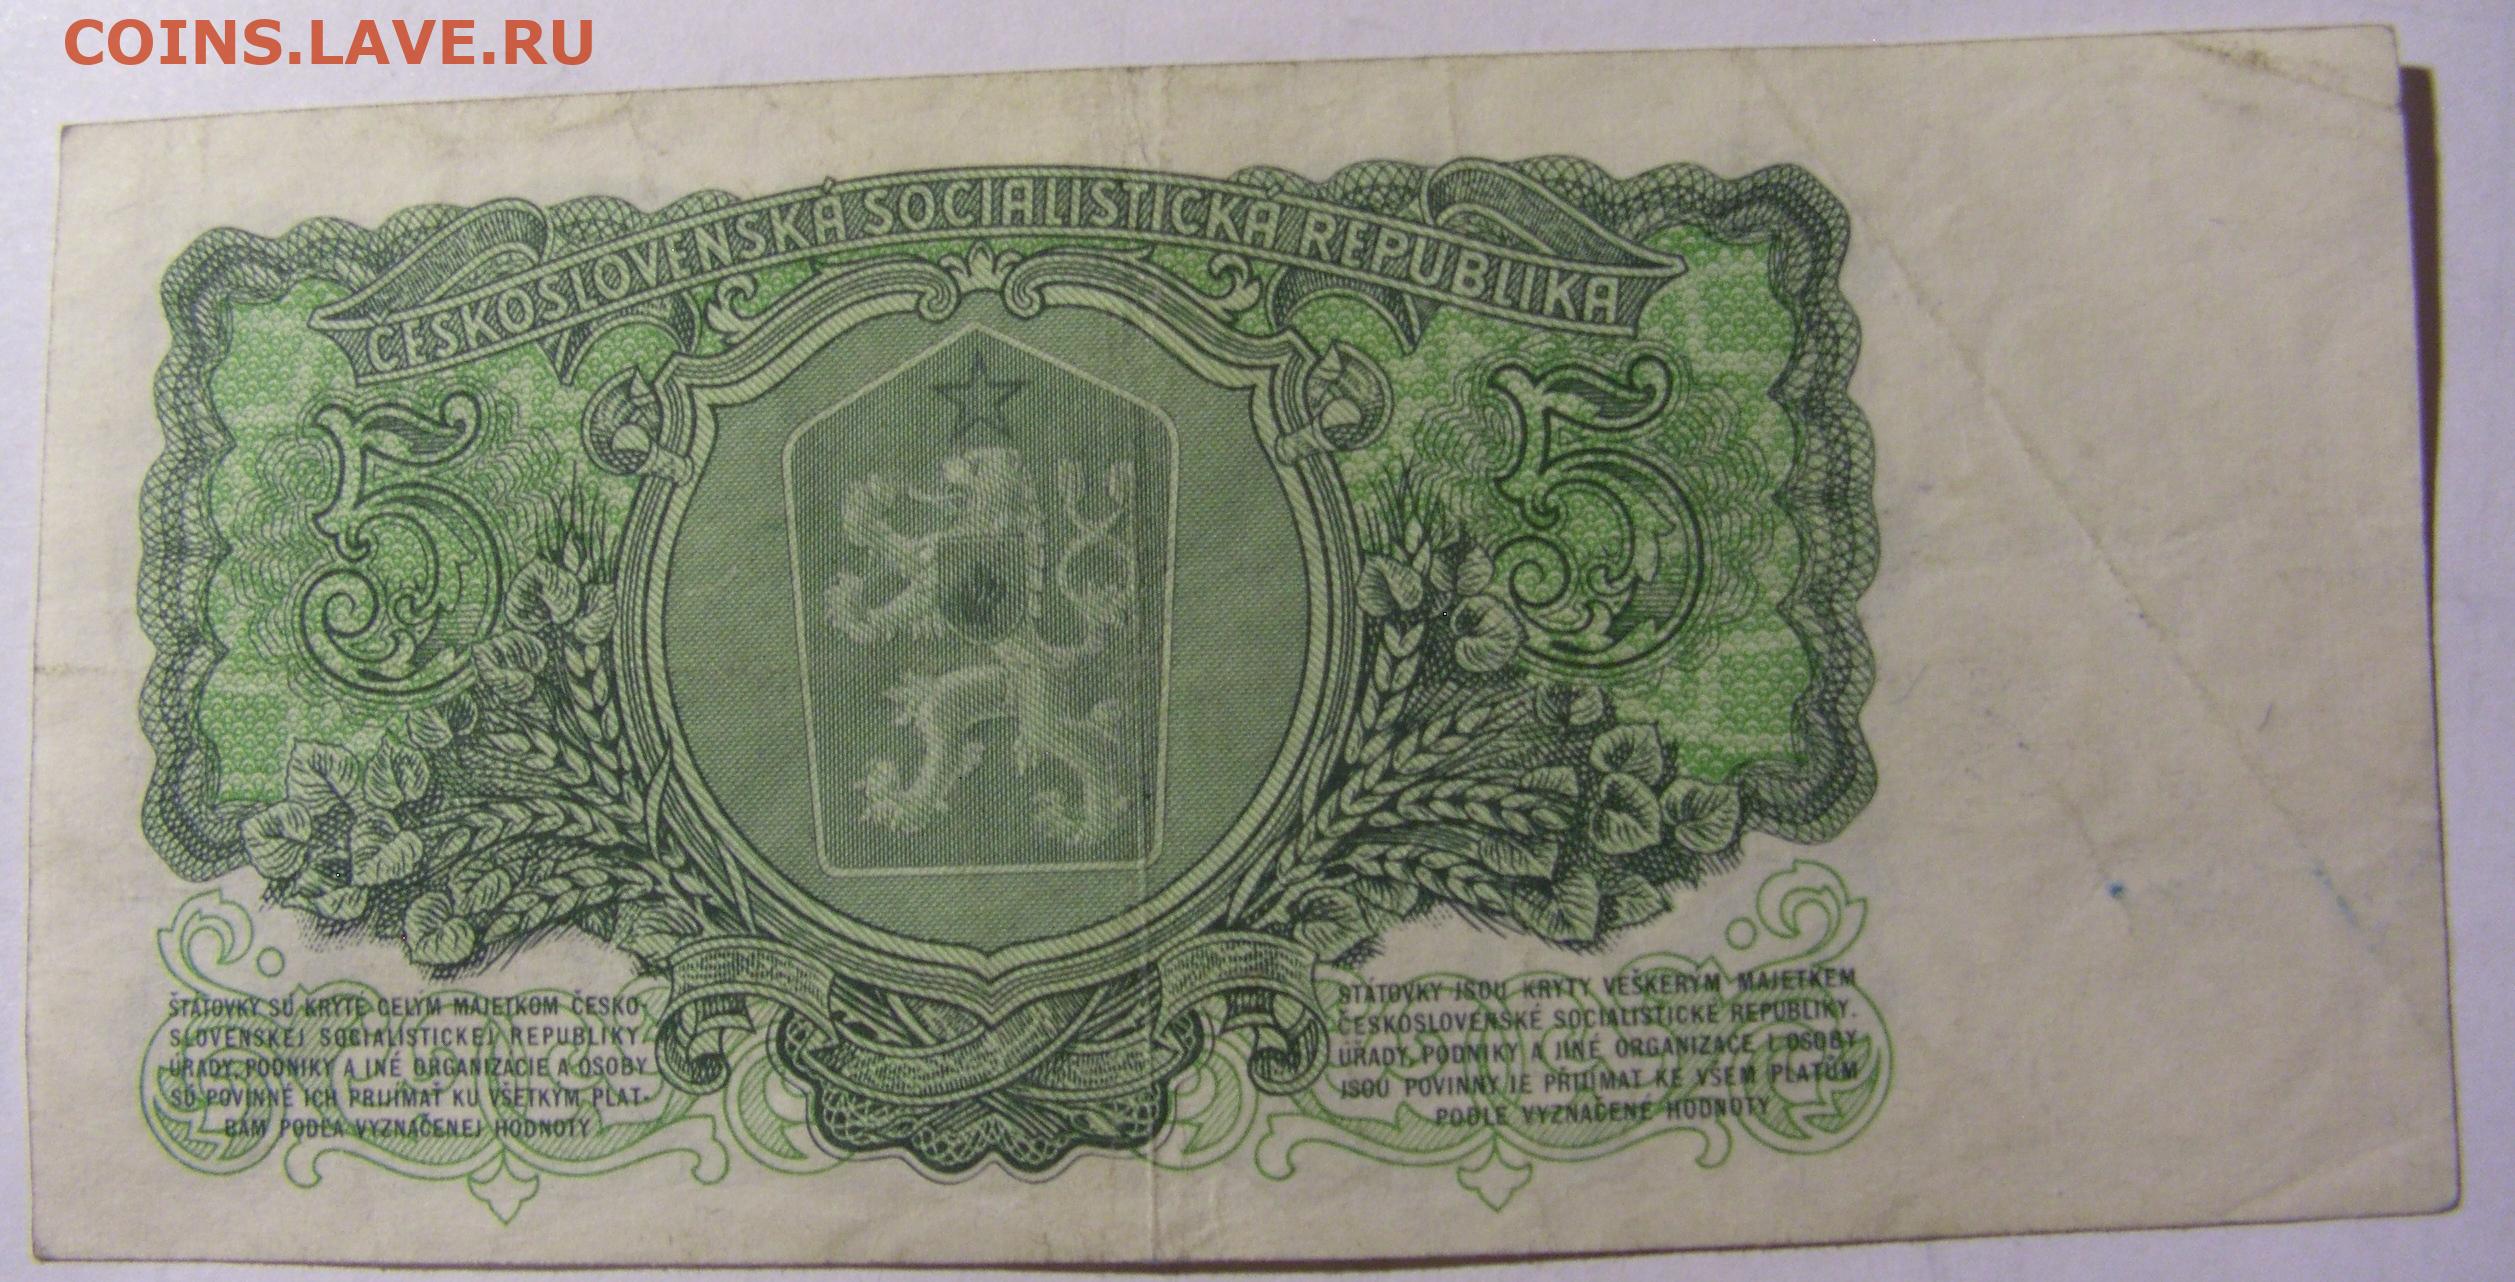 COINS.LAVE.RU
ČESKOSLOVENSKÁ SOCIALISTICKÁ REPUBLIKA
5
5
ŠTÁTOVKY SÚ KRYTÉ CELÝM MAJETKOM ČESKO-
SLOVENSKEJ SOCIALISTICKEJ REPUBLIKY.
ÚRADY, PODNIKY A INÉ ORGANIZÁCIE A OSOBY
SÚ POVINNÉ ICH PRIJÍMAŤ KU VŠETKÝM PLAT-
BÁM PODĽA VYZNAČENEJ HODNOTY
STÁTOVKY JSOU KRYTY VEŠKERÝM MAJETKEM
ČESKOSLOVENSKÉ SOCIALISTICKÉ REPUBLIKY.
ÚŘADY, PODNIKY A JINÉ ORGANIZACE I OSOBY
JSOU POVINNY JE PŘIJÍMAT KE VŠEM PLATŮM
PODLE VYZNAČENÉ HODNOTY